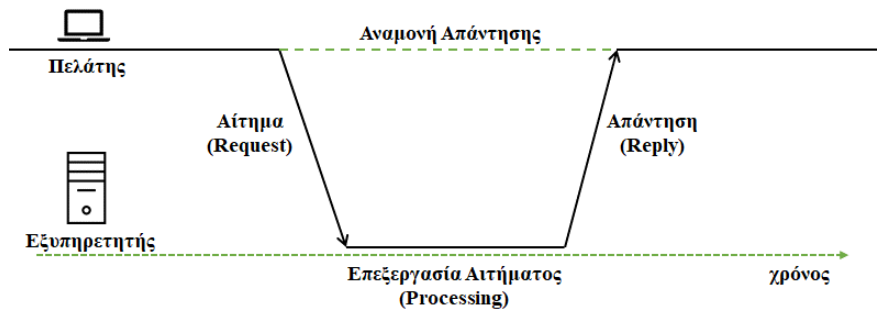 Αναμονή Απάντησης
Πελάτης
Αίτημα
(Request)
Απάντηση
(Reply)
Εξυπηρετητής
Επεξεργασία Αιτήματος
(Processing)
χρόνος